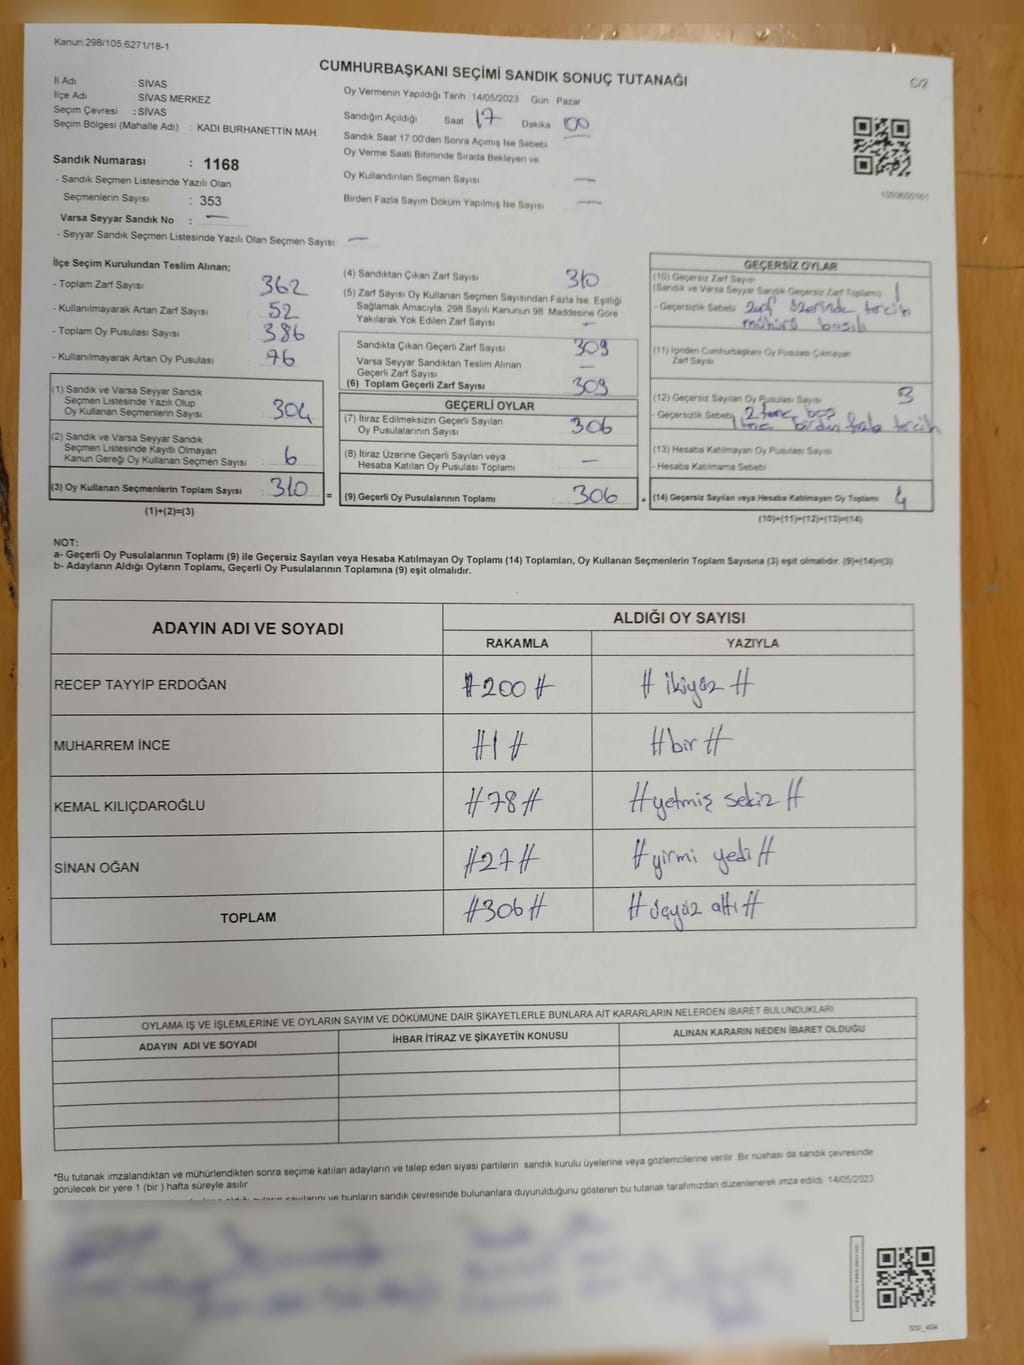 Kanun.298/105,6271/18-1
CUMHURBAŞKANI SEÇİMİ SANDIK SONUÇ TUTANAĞI
C/2
İl Adı : SİVAS
İlçe Adı : SİVAS MERKEZ
Seçim Çevresi : SİVAS
Seçim Bölgesi (Mahalle Adı) : KADI BURHANETTİN MAH.
Oy Vermenin Yapıldığı Tarih 14/05/2023 Gün Pazar
Sandığın Açıldığı Saat 17 Dakika 00
Sandık Saat 17:00'den Sonra Açmış İse Sebebi
Oy Verme Saati Bitiminde Sırada Bekleyen ve
Oy Kullandırılan Seçmen Sayısı —
Birden Fazla Sayım Döküm Yapılmış İse Sayısı —
Sandık Numarası : 1168
- Sandık Seçmen Listesinde Yazılı Olan
Seçmenlerin Sayısı : 353
Varsa Seyyar Sandık No : —
- Seyyar Sandık Seçmen Listesinde Yazılı Olan Seçmen Sayısı —
İlçe Seçim Kurulundan Teslim Alınan;
- Toplam Zarf Sayısı 362
- Kullanılmayarak Artan Zarf Sayısı 52
- Toplam Oy Pusulası Sayısı 386
- Kullanılmayarak Artan Oy Pusulası 76
(1) Sandık ve Varsa Seyyar Sandık
Seçmen Listesinde Yazılı Olup
Oy Kullanan Seçmenlerin Sayısı 304
(2) Sandık ve Varsa Seyyar Sandık
Seçmen Listesinde Kayıtlı Olmayan
Kanun Gereği Oy Kullanan Seçmen Sayısı 6
(3) Oy Kullanan Seçmenlerin Toplam Sayısı : 310 =
(1)+(2)=(3)
(4) Sandıktan Çıkan Zarf Sayısı 310
(5) Zarf Sayısı Oy Kullanan Seçmen Sayısından Fazla İse, Eşitliği
Sağlamak Amacıyla, 298 Sayılı Kanunun 98. Maddesine Göre
Yakılarak Yok Edilen Zarf Sayısı —
Sandıkta Çıkan Geçerli Zarf Sayısı 309
Varsa Seyyar Sandıktan Teslim Alınan
Geçerli Zarf Sayısı —
(6) Toplam Geçerli Zarf Sayısı 309
GEÇERLİ OYLAR
(7) İtiraz Edilmeksizin Geçerli Sayılan
Oy Pusulalarının Sayısı 306
(8) İtiraz Üzerine Geçerli Sayılan veya
Hesaba Katılan Oy Pusulası Toplamı —
(9) Geçerli Oy Pusulalarının Toplamı 306 +
GEÇERSİZ OYLAR
(10) Geçersiz Zarf Sayısı
(Sandık ve Varsa Seyyar Sandık Geçersiz Zarf Toplamı) 1
- Geçersizlik Sebebi zarf üzerinde tercih
mührü basılı
(11) İçinden Cumhurbaşkanı Oy Pusulası Çıkmayan
Zarf Sayısı
(12) Geçersiz Sayılan Oy Pusulası Sayısı 3
- Geçersizlik Sebebi 2 tane boş
1 tane birden fazla tercih
(13) Hesaba Katılmayan Oy Pusulası Sayısı
- Hesaba Katılmama Sebebi
(14) Geçersiz Sayılan veya Hesaba Katılmayan Oy Toplamı 4
(10)+(11)+(12)+(13)=(14)
NOT:
a- Geçerli Oy Pusulalarının Toplamı (9) ile Geçersiz Sayılan veya Hesaba Katılmayan Oy Toplamı (14) Toplamları, Oy Kullanan Seçmenlerin Toplam Sayısına (3) eşit olmalıdır. (9)+(14)=(3)
b- Adayların Aldığı Oyların Toplamı, Geçerli Oy Pusulalarının Toplamına (9) eşit olmalıdır.
ADAYIN ADI VE SOYADI ALDIĞI OY SAYISI
RAKAMLA YAZIYLA
RECEP TAYYİP ERDOĞAN #200# # ikiyüz #
MUHARREM İNCE #1# #bir#
KEMAL KILIÇDAROĞLU #78# #yetmiş sekiz #
SİNAN OĞAN #27# #yirmi yedi#
TOPLAM #306# #üçyüz altı#
OYLAMA İŞ VE İŞLEMLERİNE VE OYLARIN SAYIM VE DÖKÜMÜNE DAİR ŞİKAYETLERLE BUNLARA AİT KARARLARIN NELERDEN İBARET BULUNDUKLARI
ADAYIN ADI VE SOYADI İHBAR İTİRAZ VE ŞİKAYETİN KONUSU ALINAN KARARIN NEDEN İBARET OLDUĞU
*Bu tutanak imzalandıktan ve mühürlendikten sonra seçime katılan adayların ve talep eden siyasi partilerin sandık kurulu üyelerine veya gözlemcilerine verilir. Bir nüshası da sandık çevresinde
görülecek bir yere 1 (bir ) hafta süreyle asılır.
sayılarını ve bunların sandık çevresinde bulunanlara duyurulduğunu gösteren bu tutanak tarafımızdan düzenlenerek imza edildi. 14/05/2023